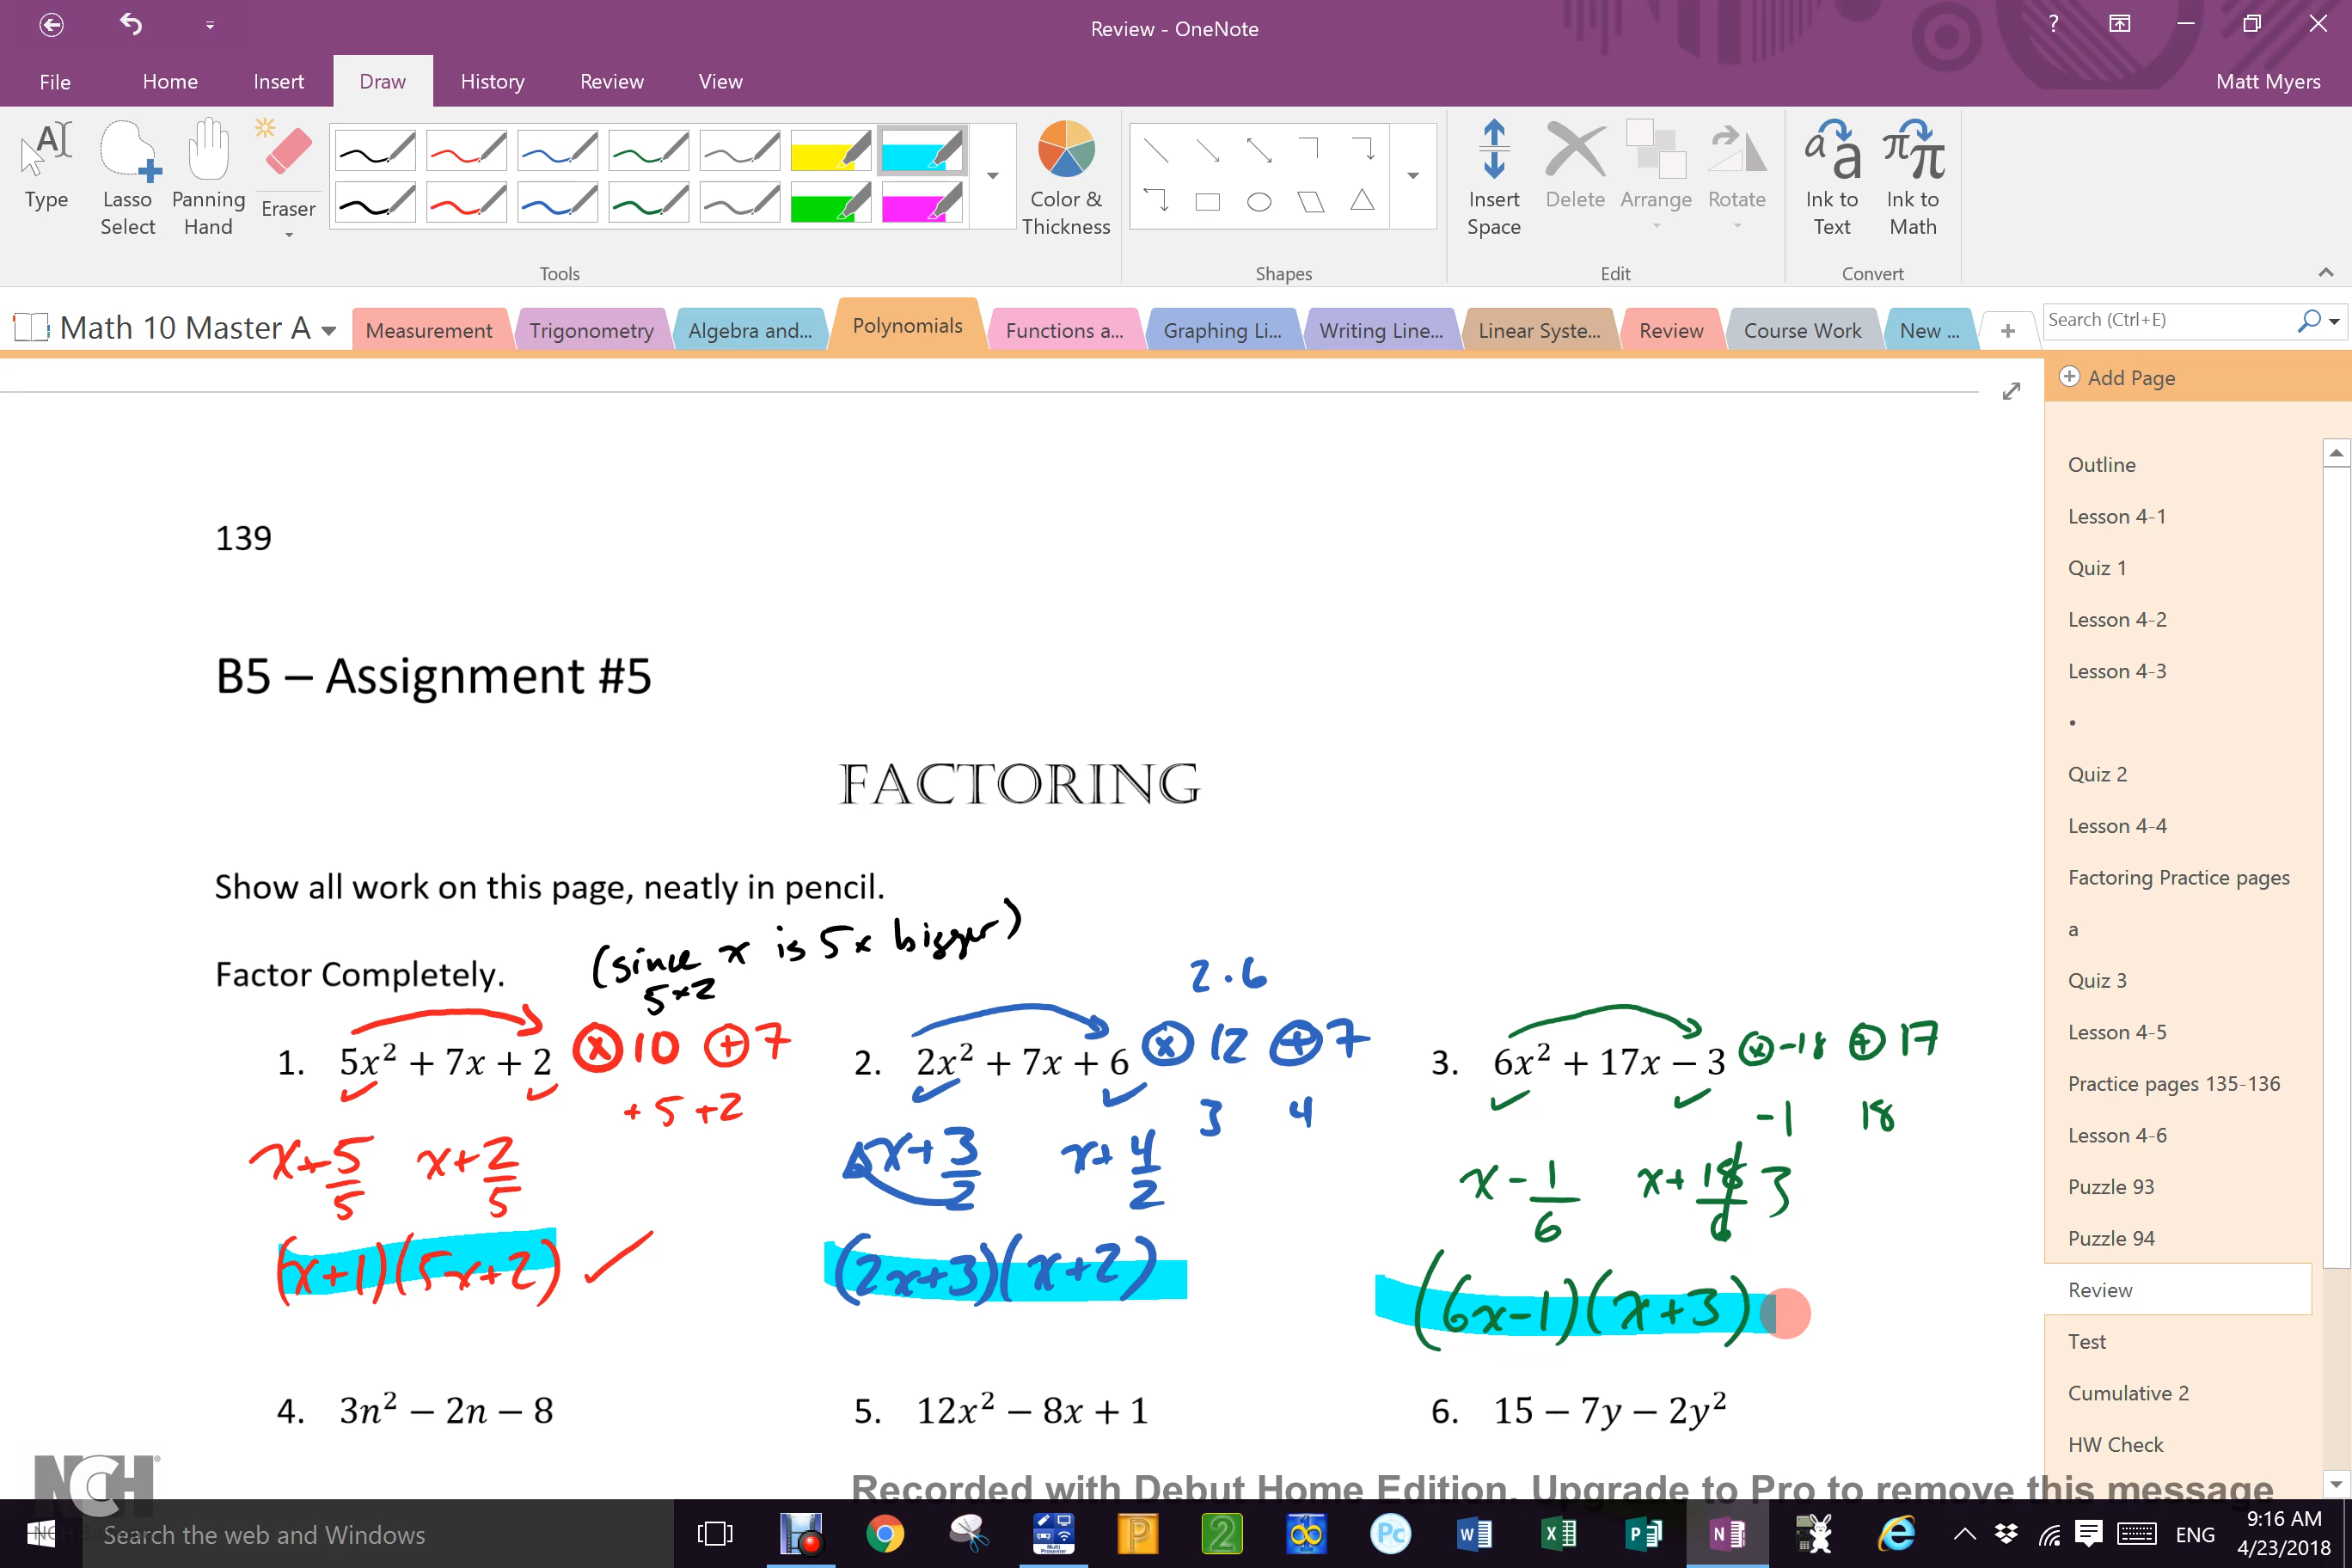 Review - OneNote
?
File Home Insert Draw History Review View Matt Myers
Type Lasso Select Panning Hand Eraser
Color & Thickness
Insert Space Delete Arrange Rotate Ink to Text Ink to Math
Tools Shapes Edit Convert
Math 10 Master A Measurement Trigonometry Algebra and... Polynomials Functions a... Graphing Li... Writing Line... Linear Syste... Review Course Work New ... + Search (Ctrl+E)
Add Page
Outline
Lesson 4-1
Quiz 1
Lesson 4-2
Lesson 4-3
•
Quiz 2
Lesson 4-4
Factoring Practice pages
a
Quiz 3
Lesson 4-5
Practice pages 135-136
Lesson 4-6
Puzzle 93
Puzzle 94
Review
Test
Cumulative 2
HW Check
139
B5 – Assignment #5
FACTORING
Show all work on this page, neatly in pencil.
(since x is 5x bigger)
Factor Completely.
5×2
2·6
1. 5x² + 7x + 2 ⊗ 10 ⊕ 7
+5 +2
x+5/5 x+2/5
(x+1)(5x+2) ✓
2. 2x² + 7x + 6 ⊗ 12 ⊕ 7
3 4
x+3/2 x+4/2
(2x+3)(x+2)
3. 6x² + 17x − 3 ⊗ -18 ⊕ 17
-1 18
x-1/6 x+18/6 3
(6x-1)(x+3)
4. 3n² − 2n − 8
5. 12x² − 8x + 1
6. 15 − 7y − 2y²
NCH
Recorded with Debut Home Edition. Upgrade to Pro to remove this message
Search the web and Windows
ENG
9:16 AM
4/23/2018